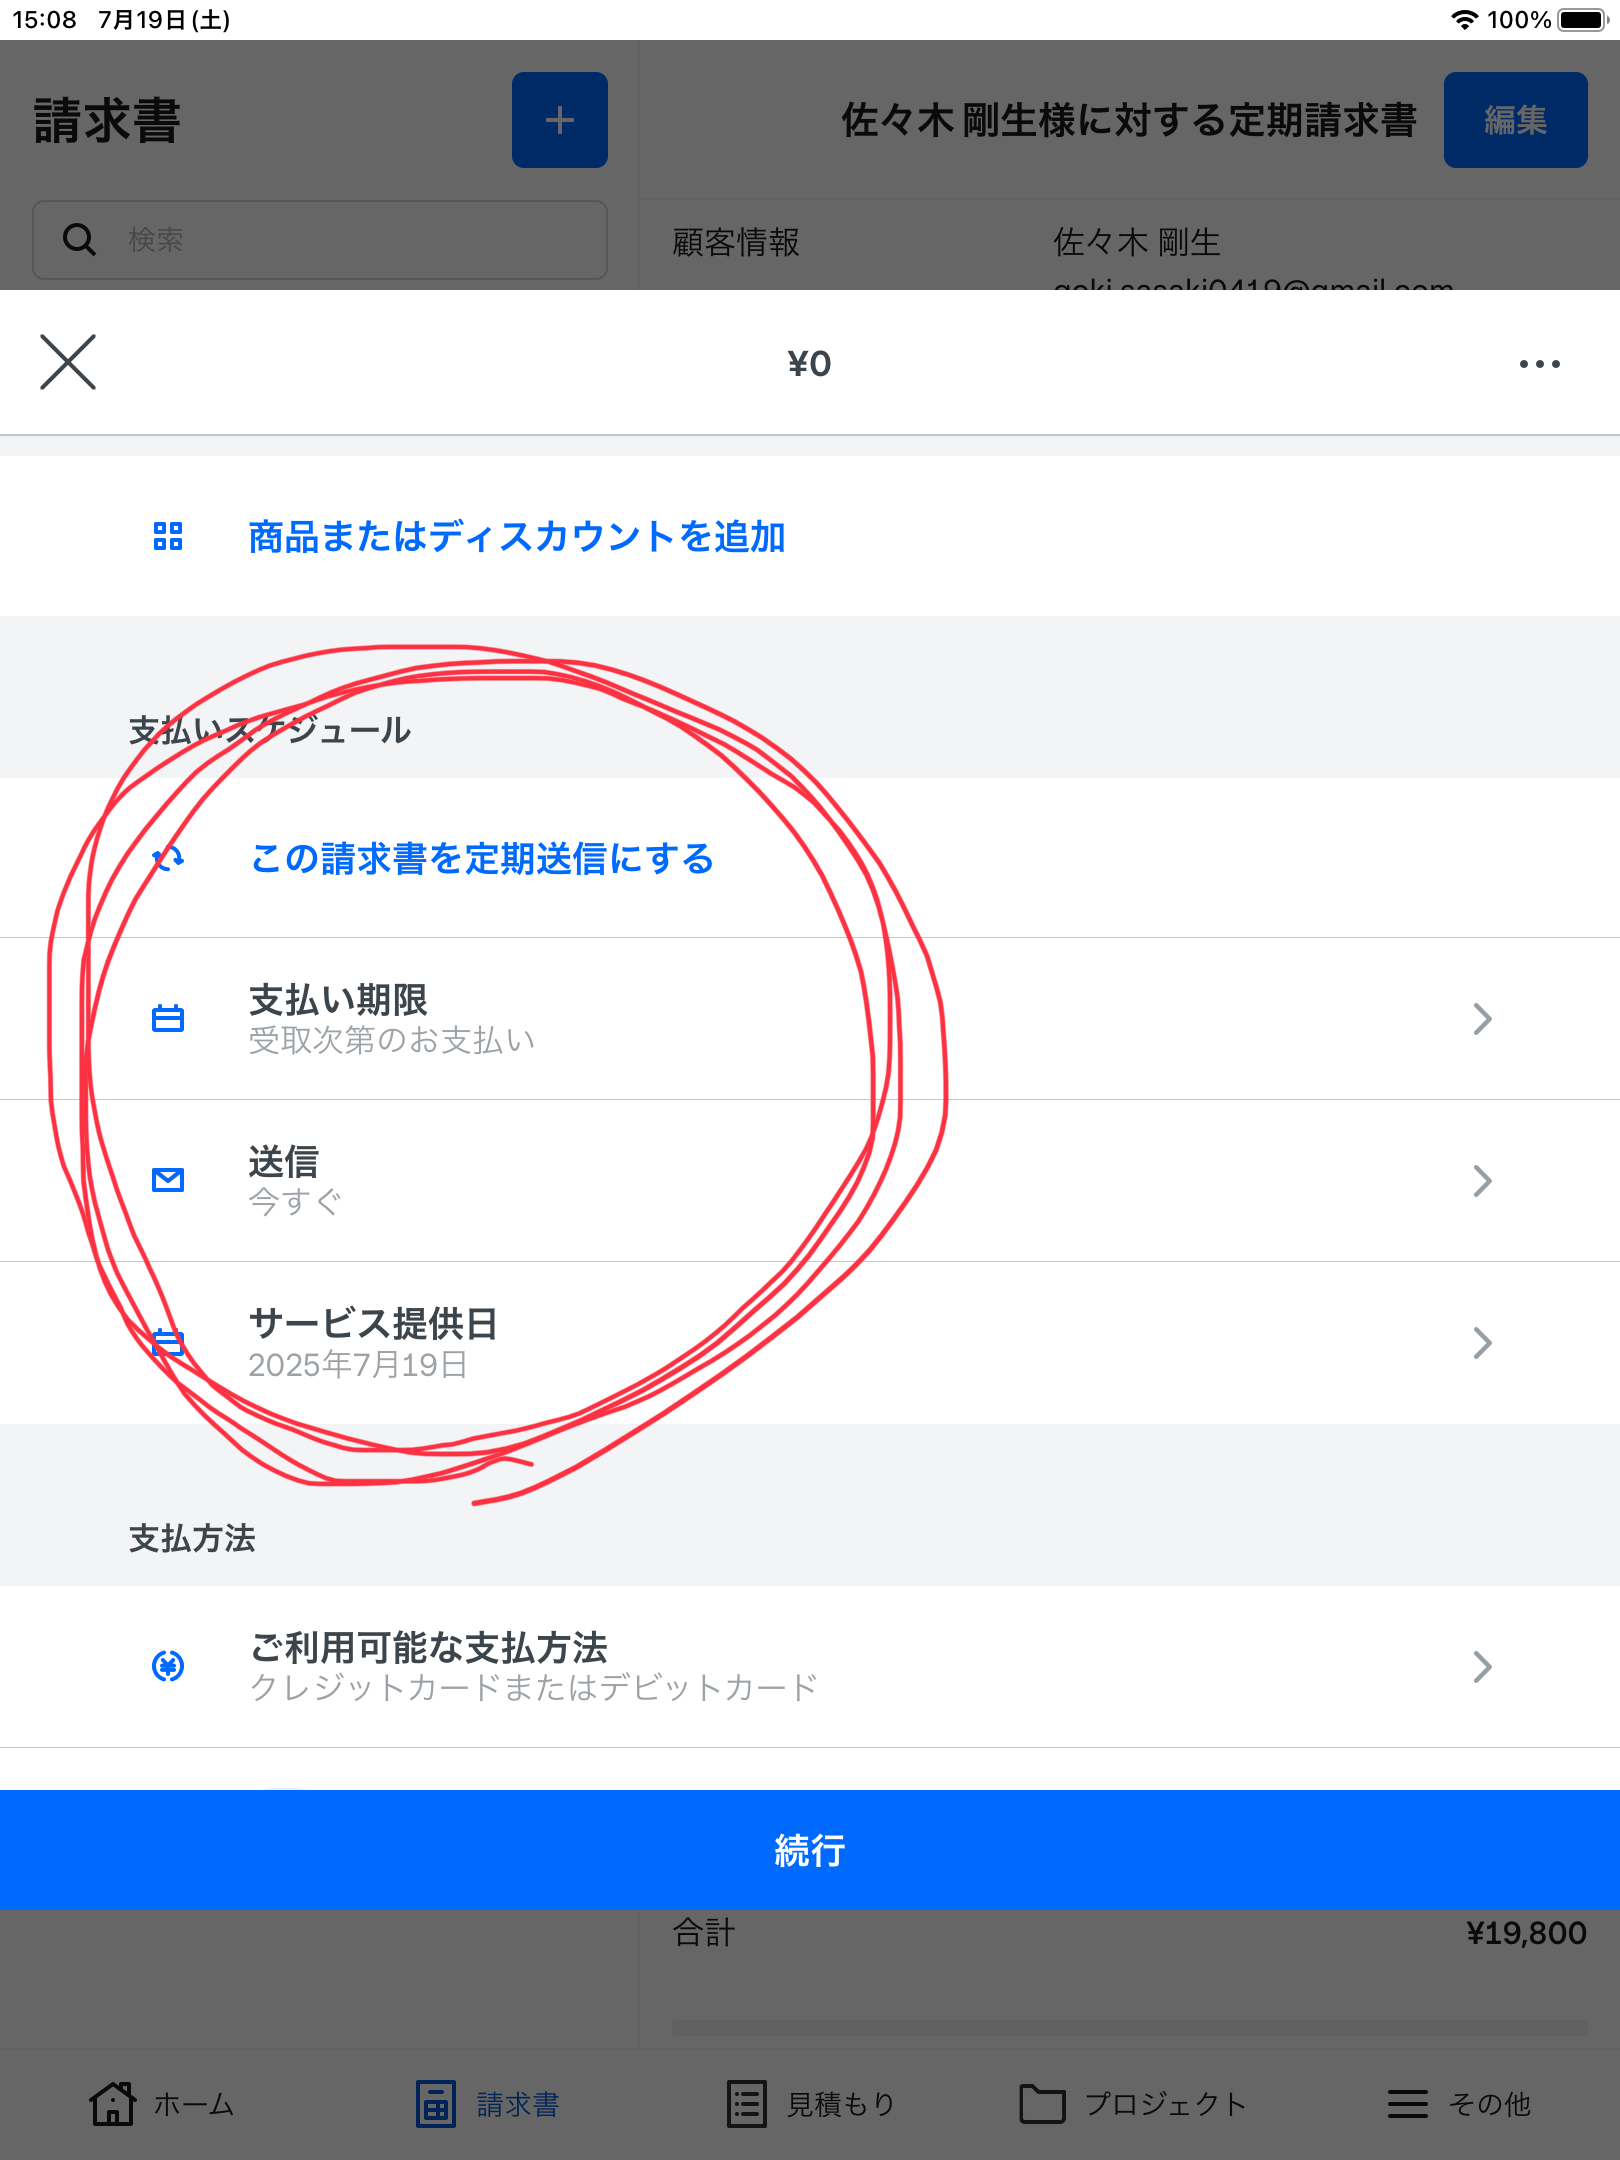 15:08 7月19日(土) 100%
請求書
+
佐々木 剛生様に対する定期請求書
編集
検索
顧客情報
佐々木 剛生
goki.sasaki0419@gmail.com
¥0
商品またはディスカウントを追加
支払いスケジュール
この請求書を定期送信にする
支払い期限
受取次第のお支払い
送信
今すぐ
サービス提供日
2025年7月19日
支払方法
ご利用可能な支払方法
クレジットカードまたはデビットカード
続行
合計
¥19,800
ホーム
請求書
見積もり
プロジェクト
その他